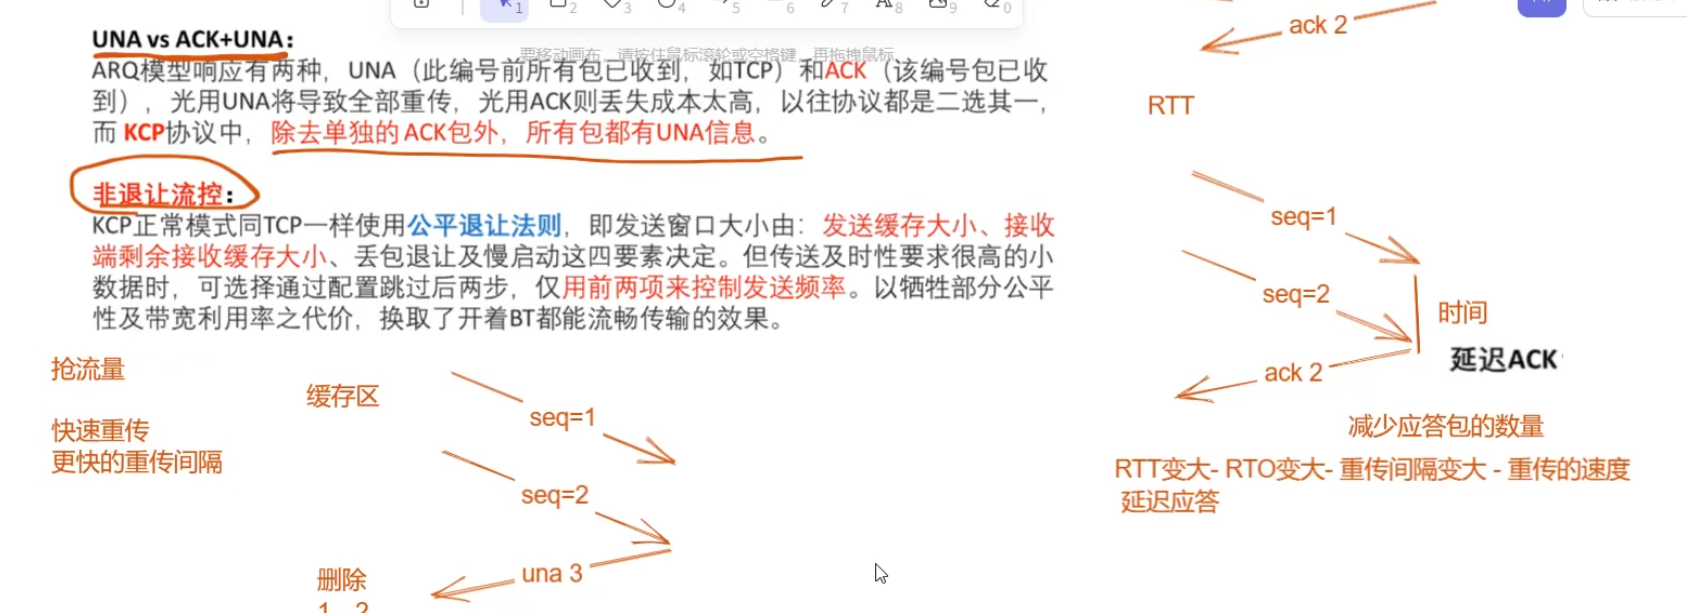 1 2 3 4 5 6 7 8 9 0
要移动画布，请按住鼠标滚轮或空格键，再拖拽鼠标
UNA vs ACK+UNA：
ARQ模型响应有两种，UNA（此编号前所有包已收到，如TCP）和ACK（该编号包已收
到），光用UNA将导致全部重传，光用ACK则丢失成本太高，以往协议都是二选其一，
而 KCP协议中，除去单独的 ACK包外，所有包都有UNA信息。
非退让流控：
KCP正常模式同TCP一样使用公平退让法则，即发送窗口大小由：发送缓存大小、接收
端剩余接收缓存大小、丢包退让及慢启动这四要素决定。但传送及时性要求很高的小
数据时，可选择通过配置跳过后两步，仅用前两项来控制发送频率。以牺牲部分公平
性及带宽利用率之代价，换取了开着BT都能流畅传输的效果。
抢流量
快速重传
更快的重传间隔
缓存区
seq=1
seq=2
una 3
删除
1 2
ack 2
RTT
seq=1
seq=2
时间
延迟ACK
ack 2
减少应答包的数量
RTT变大- RTO变大- 重传间隔变大 - 重传的速度
延迟应答